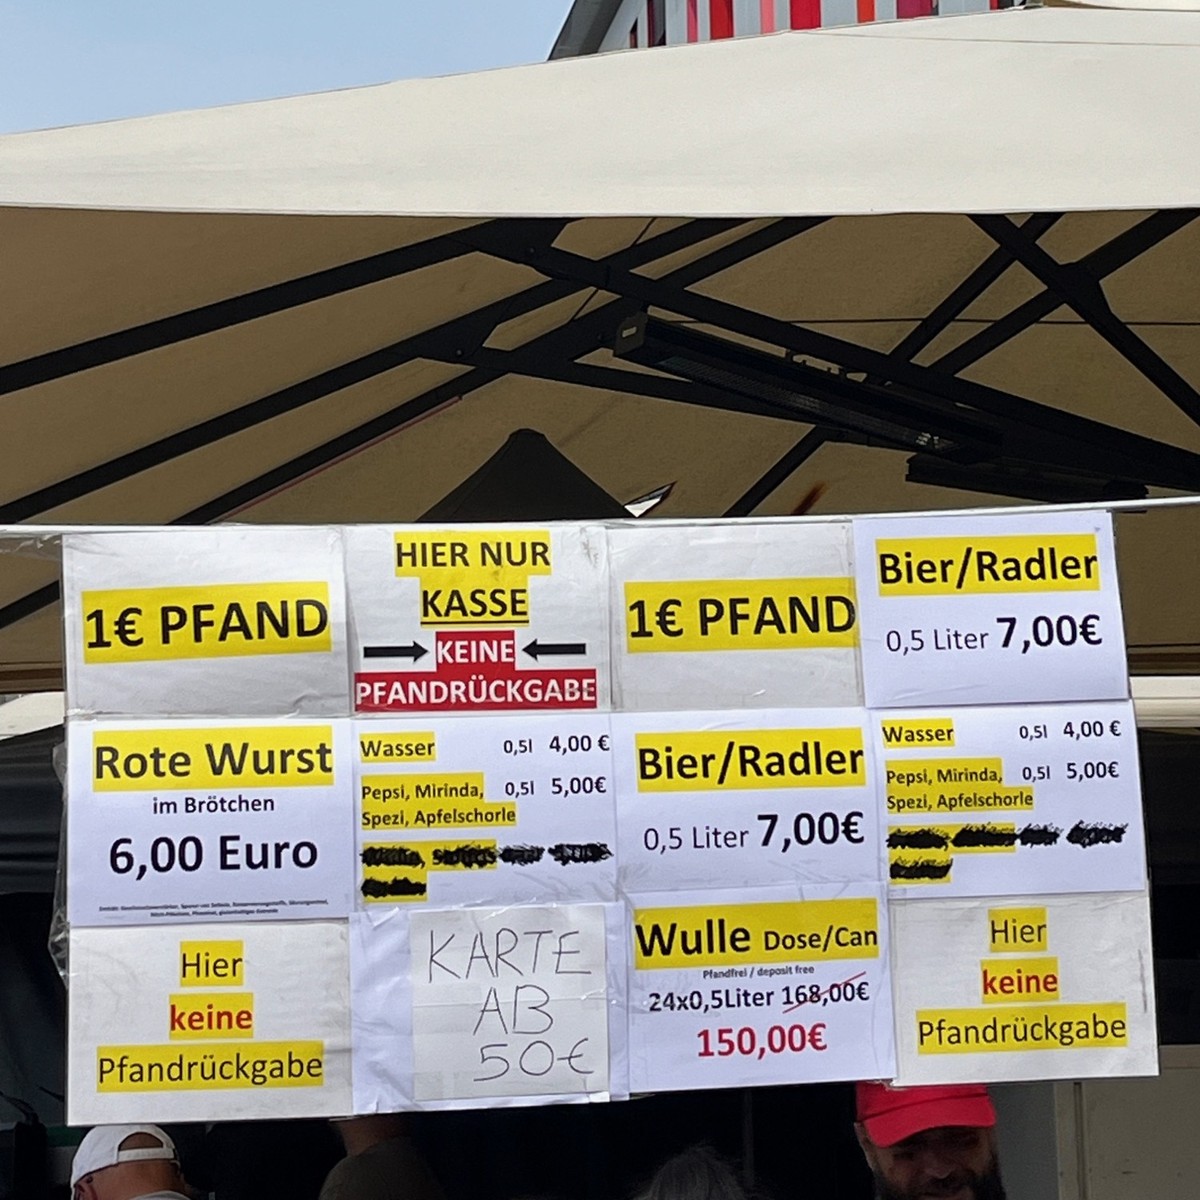 1€ PFAND
HIER NUR
KASSE
KEINE
PFANDRÜCKGABE
1€ PFAND
Bier/Radler
0,5 Liter 7,00€
Rote Wurst
im Brötchen
6,00 Euro
Wasser 0,5l 4,00 €
Pepsi, Mirinda, 0,5l 5,00€
Spezi, Apfelschorle
Bier/Radler
0,5 Liter 7,00€
Wasser 0,5l 4,00 €
Pepsi, Mirinda, 0,5l 5,00€
Spezi, Apfelschorle
Hier
keine
Pfandrückgabe
KARTE
AB
50€
Wulle Dose/Can
Pfandfrei / deposit free
24x0,5Liter 168,00€
150,00€
Hier
keine
Pfandrückgabe